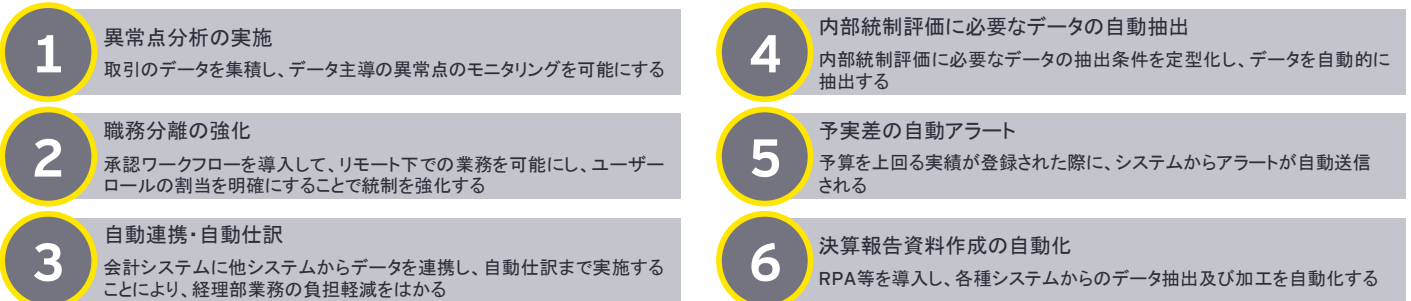 1
異常点分析の実施
取引のデータを集積し、データ主導の異常点のモニタリングを可能にする
2
職務分離の強化
承認ワークフローを導入して、リモート下での業務を可能にし、ユーザー
ロールの割当を明確にすることで統制を強化する
3
自動連携・自動仕訳
会計システムに他システムからデータを連携し、自動仕訳まで実施する
ことにより、経理部業務の負担軽減をはかる
4
内部統制評価に必要なデータの自動抽出
内部統制評価に必要なデータの抽出条件を定型化し、データを自動的に
抽出する
5
予実差の自動アラート
予算を上回る実績が登録された際に、システムからアラートが自動送信
される
6
決算報告資料作成の自動化
RPA等を導入し、各種システムからのデータ抽出及び加工を自動化する